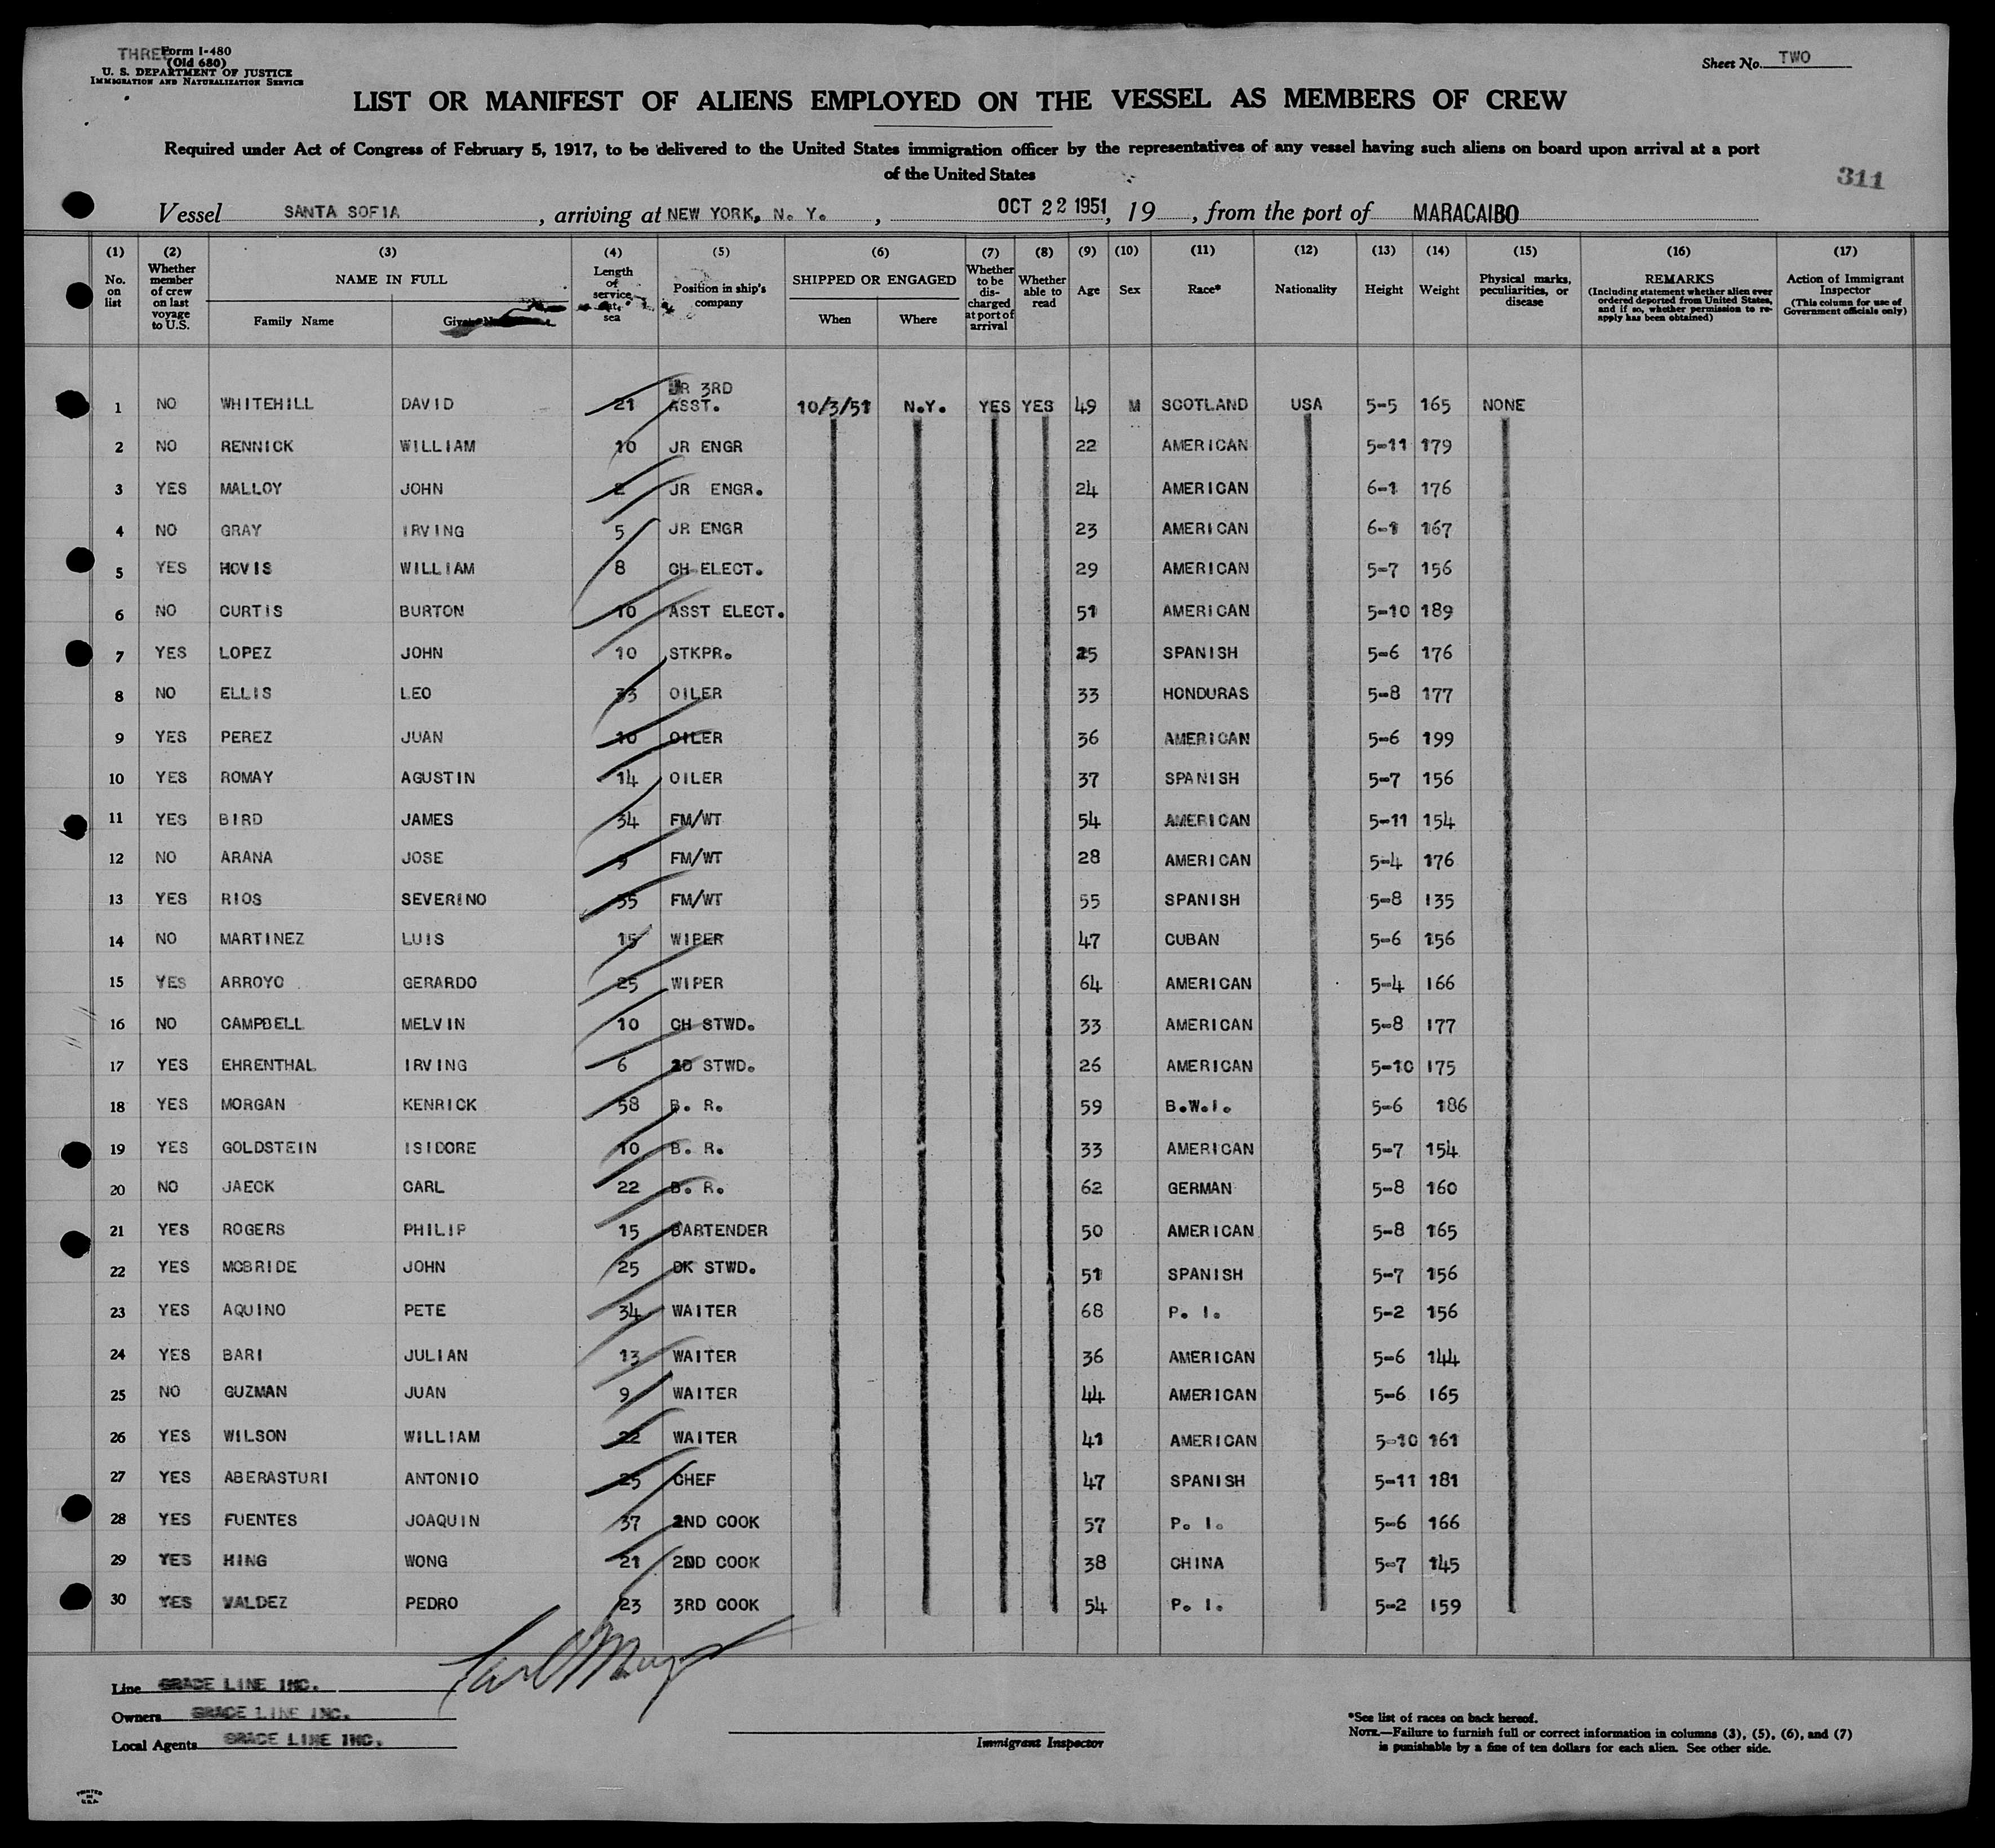 THREE
Form I-480
(Old 680)
U. S. DEPARTMENT OF JUSTICE
IMMIGRATION AND NATURALIZATION SERVICE
Sheet No. TWO
LIST OR MANIFEST OF ALIENS EMPLOYED ON THE VESSEL AS MEMBERS OF CREW
Required under Act of Congress of February 5, 1917, to be delivered to the United States immigration officer by the representatives of any vessel having such aliens on board upon arrival at a port
of the United States
311
Vessel SANTA SOFIA, arriving at NEW YORK, N. Y., OCT 22 1951, 19, from the port of MARACAIBO
(1) (2) (3) (4) (5) (6) (7) (8) (9) (10) (11) (12) (13) (14) (15) (16) (17)
No. on list
Whether member of crew on last voyage to U.S.
NAME IN FULL
Family Name
Length of service at sea
Position in ship's company
SHIPPED OR ENGAGED
When Where
Whether to be discharged at port of arrival
Whether able to read
Age
Sex
Race*
Nationality
Height
Weight
Physical marks, peculiarities, or disease
REMARKS
(Including statement whether alien ever ordered deported from United States, and if so, whether permission to re-apply has been obtained)
Action of Immigrant Inspector
(This column for use of Government officials only)
1 NO WHITEHILL DAVID 21 JR 3RD ASST. 10/3/51 N.Y. YES YES 49 M SCOTLAND USA 5-5 165 NONE
2 NO RENNICK WILLIAM 10 JR ENGR 22 AMERICAN 5-11 179
3 YES MALLOY JOHN 2 JR ENGR. 24 AMERICAN 6-1 176
4 NO GRAY IRVING 5 JR ENGR 23 AMERICAN 6-1 167
5 YES HOVIS WILLIAM 8 CH ELECT. 29 AMERICAN 5-7 156
6 NO CURTIS BURTON 10 ASST ELECT. 51 AMERICAN 5-10 189
7 YES LOPEZ JOHN 10 STKPR. 25 SPANISH 5-6 176
8 NO ELLIS LEO 33 OILER 33 HONDURAS 5-8 177
9 YES PEREZ JUAN 10 OILER 36 AMERICAN 5-6 199
10 YES ROMAY AGUSTIN 14 OILER 37 SPANISH 5-7 156
11 YES BIRD JAMES 34 FM/WT 54 AMERICAN 5-11 154
12 NO ARANA JOSE 9 FM/WT 28 AMERICAN 5-4 176
13 YES RIOS SEVERINO 35 FM/WT 55 SPANISH 5-8 135
14 NO MARTINEZ LUIS 15 WIPER 47 CUBAN 5-6 156
15 YES ARROYO GERARDO 25 WIPER 64 AMERICAN 5-4 166
16 NO CAMPBELL MELVIN 10 CH STWD. 33 AMERICAN 5-8 177
17 YES EHRENTHAL IRVING 6 2D STWD. 26 AMERICAN 5-10 175
18 YES MORGAN KENRICK 58 B. R. 59 B.W.I. 5-6 186
19 YES GOLDSTEIN ISIDORE 10 B. R. 33 AMERICAN 5-7 154
20 NO JAECK CARL 22 B. R. 62 GERMAN 5-8 160
21 YES ROGERS PHILIP 15 BARTENDER 50 AMERICAN 5-8 165
22 YES MCBRIDE JOHN 25 DK STWD. 51 SPANISH 5-7 156
23 YES AQUINO PETE 34 WAITER 68 P. I. 5-2 156
24 YES BARI JULIAN 13 WAITER 36 AMERICAN 5-6 144
25 NO GUZMAN JUAN 9 WAITER 44 AMERICAN 5-6 165
26 YES WILSON WILLIAM 22 WAITER 41 AMERICAN 5-10 161
27 YES ABERASTURI ANTONIO 25 CHEF 47 SPANISH 5-11 181
28 YES FUENTES JOAQUIN 37 2ND COOK 57 P. I. 5-6 166
29 YES HING WONG 21 2ND COOK 38 CHINA 5-7 145
30 YES VALDEZ PEDRO 23 3RD COOK 54 P. I. 5-2 159
Line GRACE LINE INC.
Owners GRACE LINE INC.
Local Agents GRACE LINE INC.
Immigrant Inspector
*See list of races on back hereof.
NOTE.—Failure to furnish full or correct information in columns (3), (5), (6), and (7)
is punishable by a fine of ten dollars for each alien. See other side.
PRINTED
IN
U.S.A.